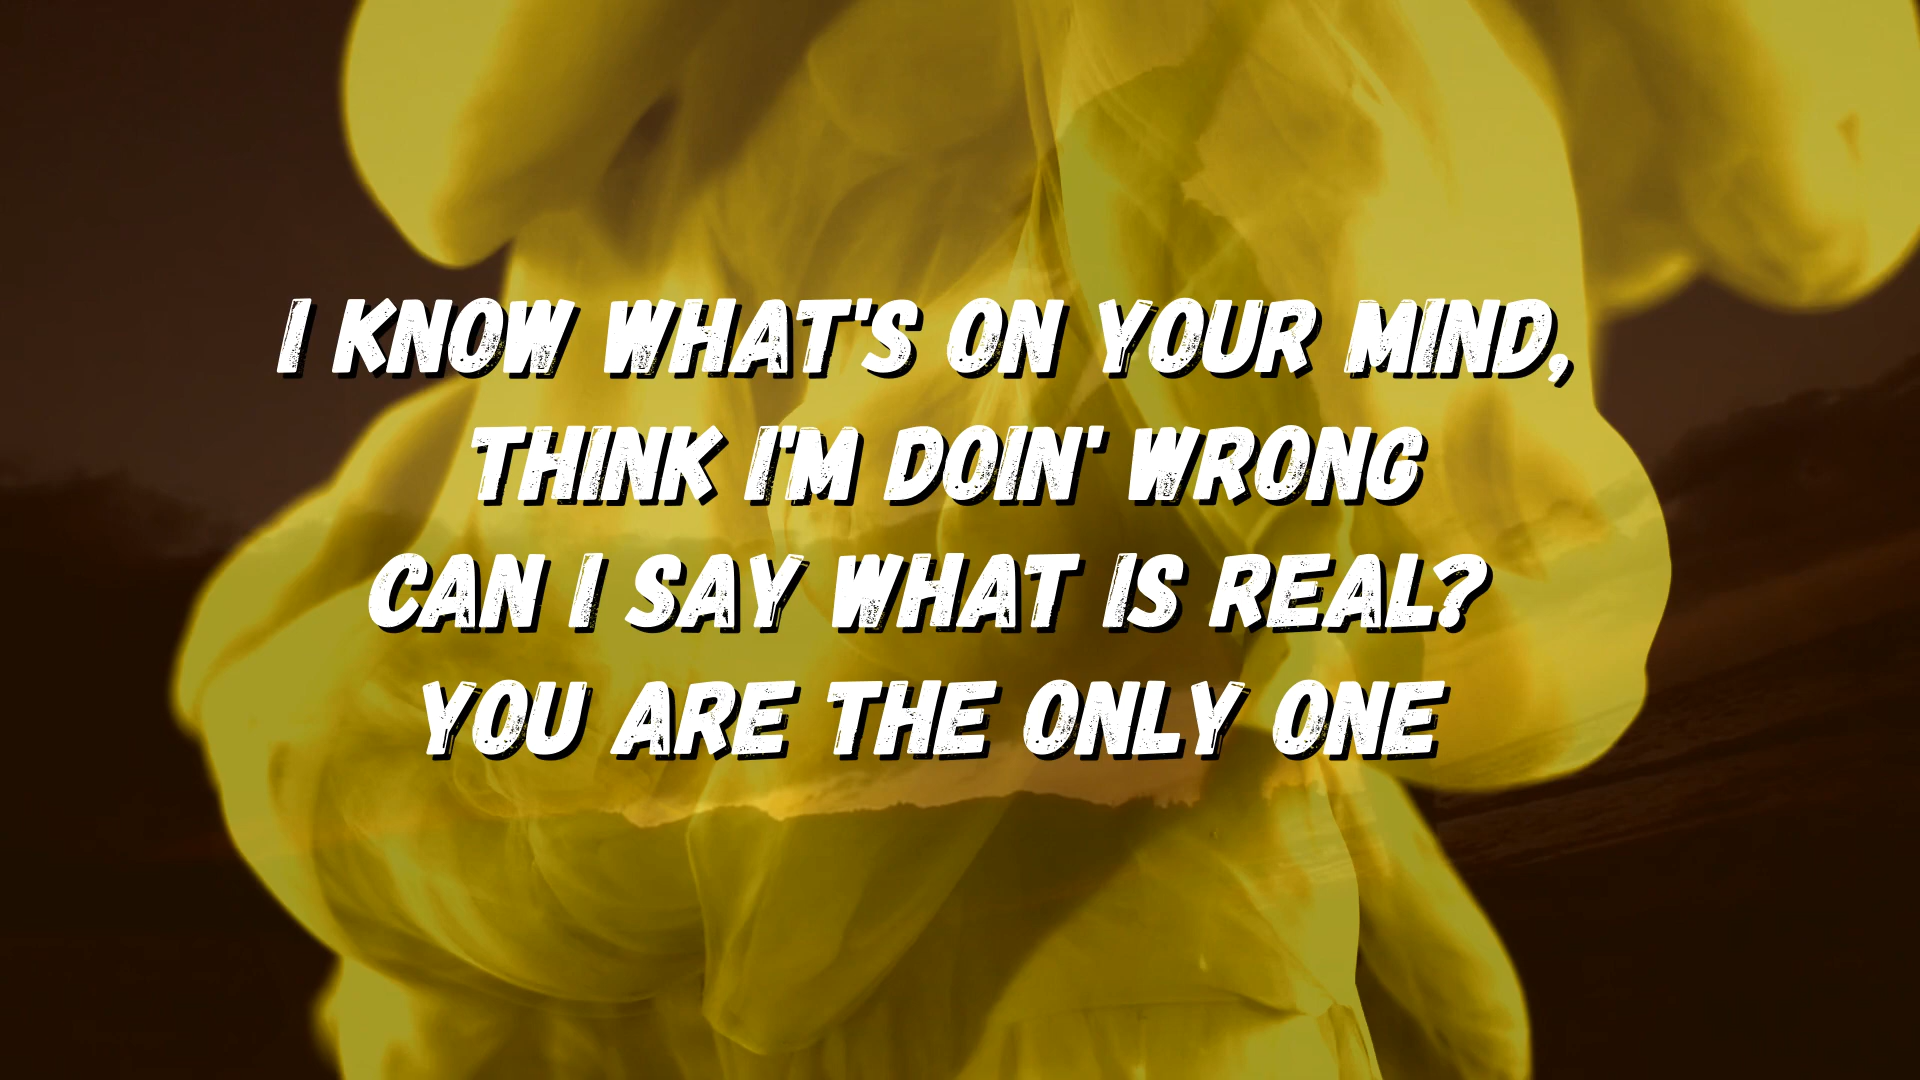 I KNOW WHAT'S ON YOUR MIND,
THINK I'M DOIN' WRONG
CAN I SAY WHAT IS REAL?
YOU ARE THE ONLY ONE